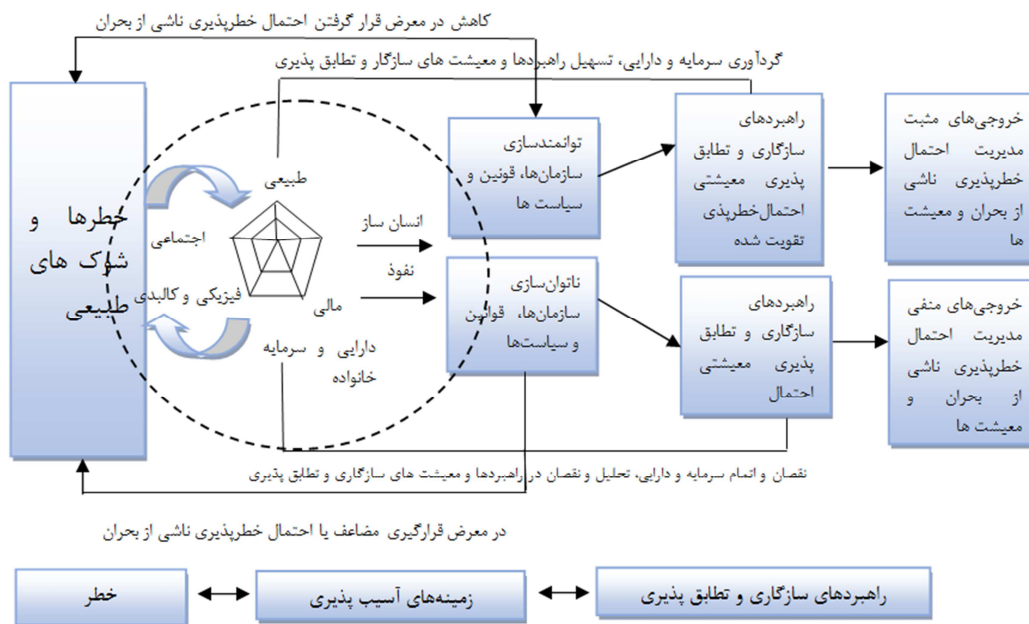 کاهش در معرض قرار گرفتن احتمال خطرپذیری ناشی از بحران
گردآوری سرمایه و دارایی، تسهیل راهبردها و معیشت های سازگار و تطابق پذیری
خطرها و
شوک های
طبیعی
طبیعی
اجتماعی
فیزیکی و کالبدی
مالی
دارایی و سرمایه
خانواده
انسان ساز
نفوذ
توانمندسازی
سازمان‌ها، قونین و
سیاست ها
ناتوان‌سازی
سازمان‌ها، قوانین
و سیاست‌ها
راهبردهای
سازگاری و تطابق
پذیری معیشتی
احتمال‌خطرپذی
تقویت شده
راهبردهای
سازگاری و تطابق
پذیری معیشتی
احتمال
خروجی‌های مثبت
مدیریت احتمال
خطرپذیری ناشی
از بحران و معیشت
ها
خروجی‌های منفی
مدیریت احتمال
خطرپذیری ناشی
از بحران و
معیشت ها
نقصان و اتمام سرمایه و دارایی، تحلیل و نقصان در راهبردها و معیشت های سازگاری و تطابق پذیری
در معرض قرارگیری مضاعف یا احتمال خطرپذیری ناشی از بحران
راهبردهای سازگاری و تطابق پذیری
زمینه‌های آسیب پذیری
خطر